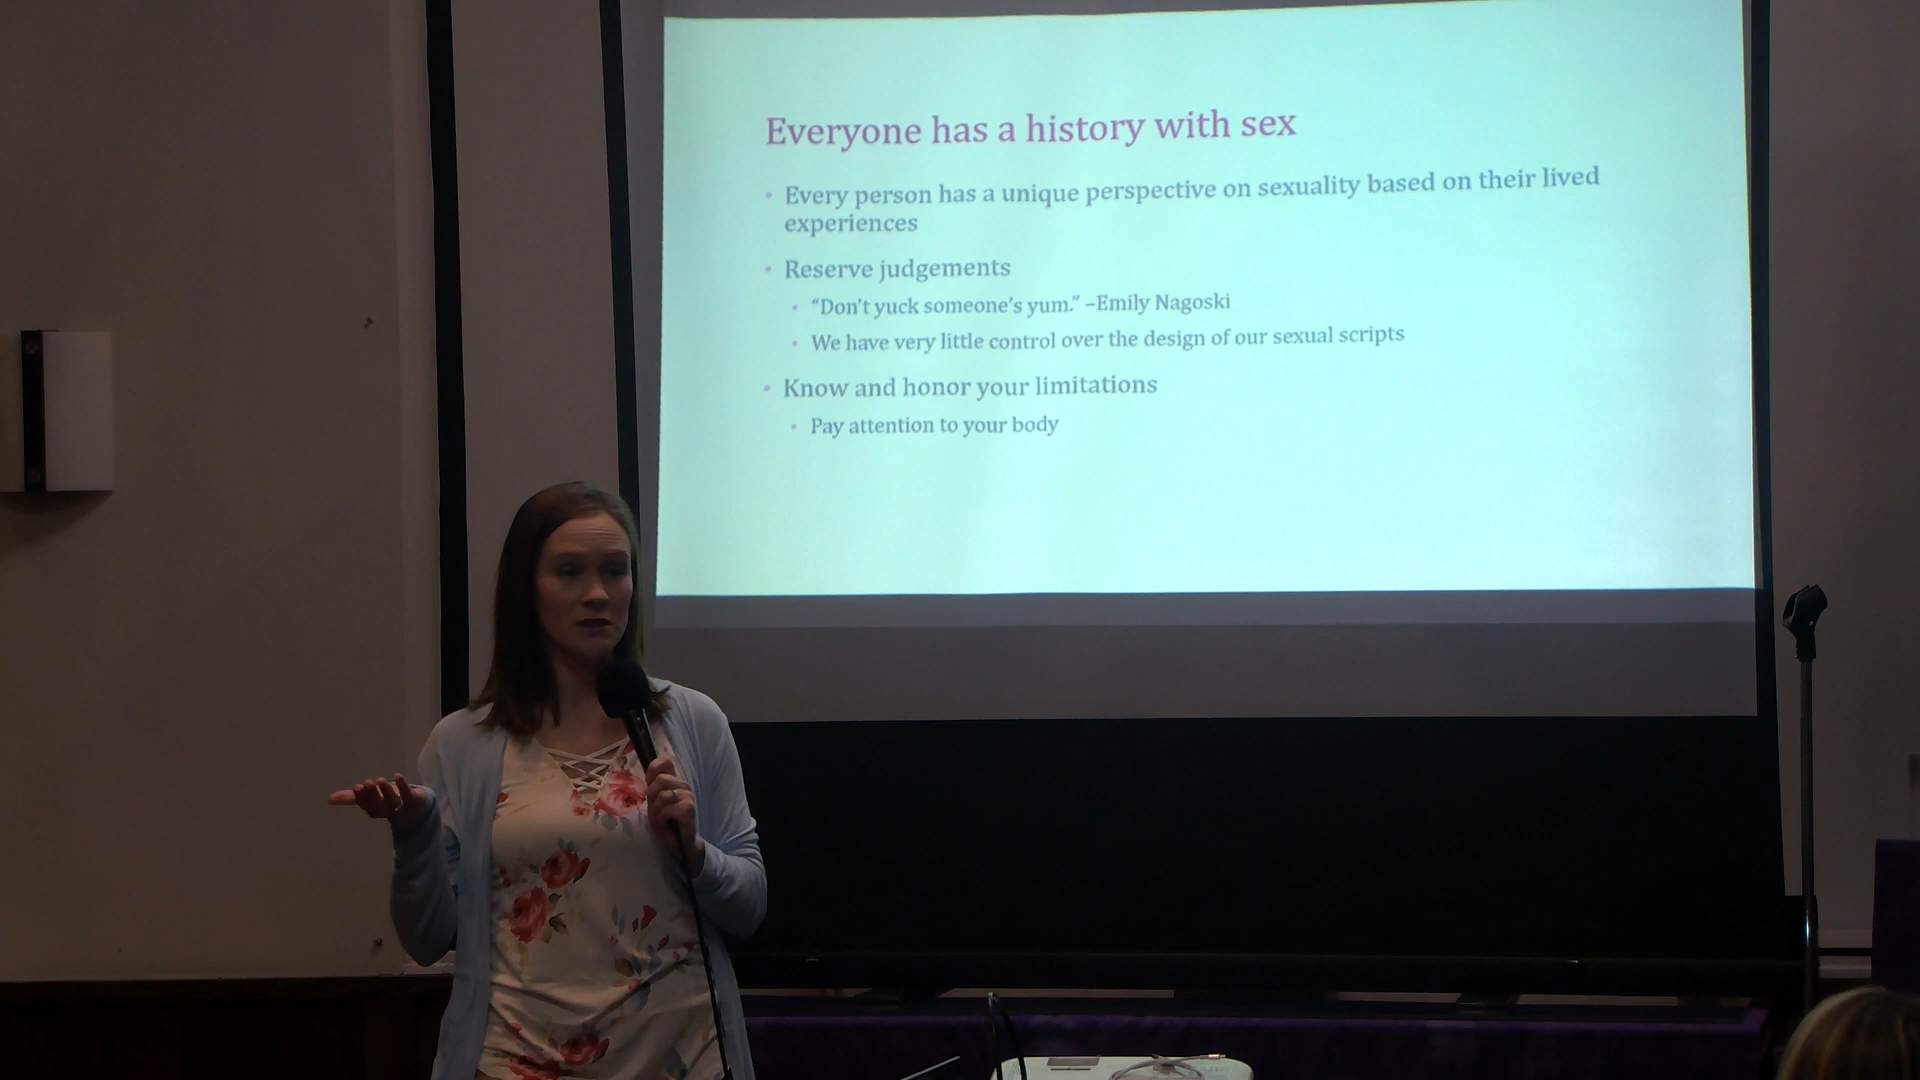 Everyone has a history with sex
• Every person has a unique perspective on sexuality based on their lived
experiences
• Reserve judgements
• “Don’t yuck someone’s yum.” –Emily Nagoski
• We have very little control over the design of our sexual scripts
• Know and honor your limitations
• Pay attention to your body